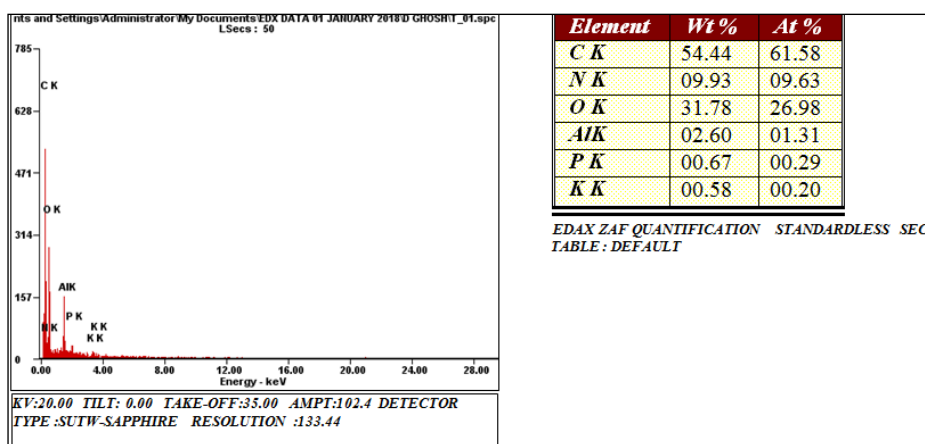 nts and Settings\Administrator\My Documents\EDX DATA 01 JANUARY 2018\D GHOSH\T_01.spc
LSecs : 50
785
C K
628
471
O K
314
AlK
157
P K
N K
K K
K K
0
0.00 4.00 8.00 12.00 16.00 20.00 24.00 28.00
Energy - keV
KV:20.00 TILT: 0.00 TAKE-OFF:35.00 AMPT:102.4 DETECTOR
TYPE :SUTW-SAPPHIRE RESOLUTION :133.44
Element Wt % At %
C K 54.44 61.58
N K 09.93 09.63
O K 31.78 26.98
AlK 02.60 01.31
P K 00.67 00.29
K K 00.58 00.20
EDAX ZAF QUANTIFICATION STANDARDLESS SEC
TABLE : DEFAULT